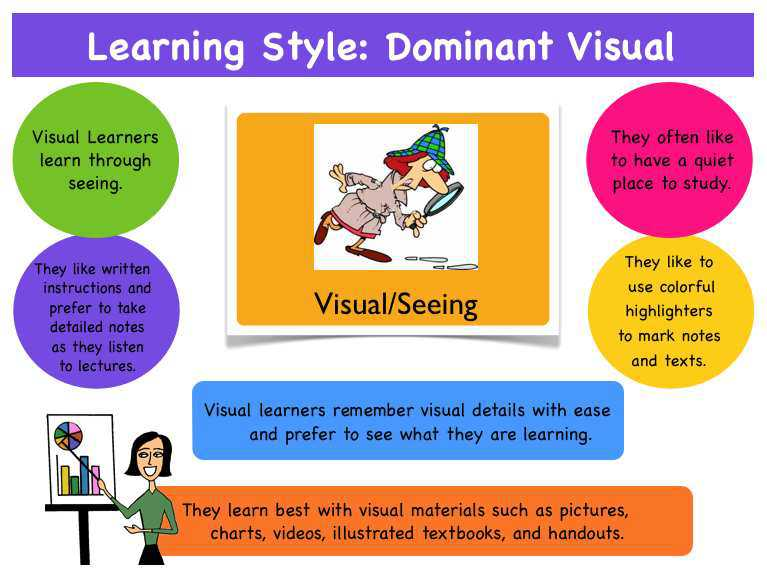 Learning Style: Dominant Visual
Visual Learners
learn through
seeing.
They like written
instructions and
prefer to take
detailed notes
as they listen
to lectures.
Visual/Seeing
They often like
to have a quiet
place to study.
They like to
use colorful
highlighters
to mark notes
and texts.
Visual learners remember visual details with ease
and prefer to see what they are learning.
They learn best with visual materials such as pictures,
charts, videos, illustrated textbooks, and handouts.